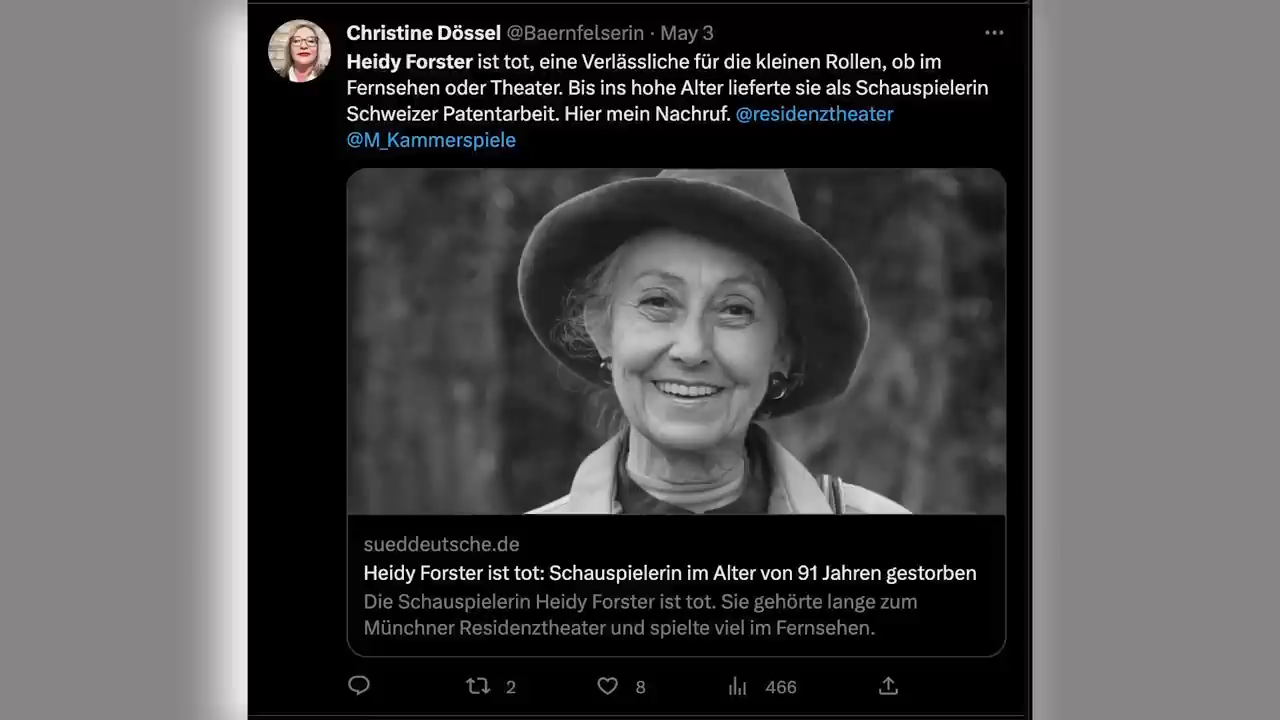 Christine Dössel @Baernfelserin · May 3
Heidy Forster ist tot, eine Verlässliche für die kleinen Rollen, ob im
Fernsehen oder Theater. Bis ins hohe Alter lieferte sie als Schauspielerin
Schweizer Patentarbeit. Hier mein Nachruf. @residenztheater
@M_Kammerspiele
sueddeutsche.de
Heidy Forster ist tot: Schauspielerin im Alter von 91 Jahren gestorben
Die Schauspielerin Heidy Forster ist tot. Sie gehörte lange zum
Münchner Residenztheater und spielte viel im Fernsehen.
2 8 466